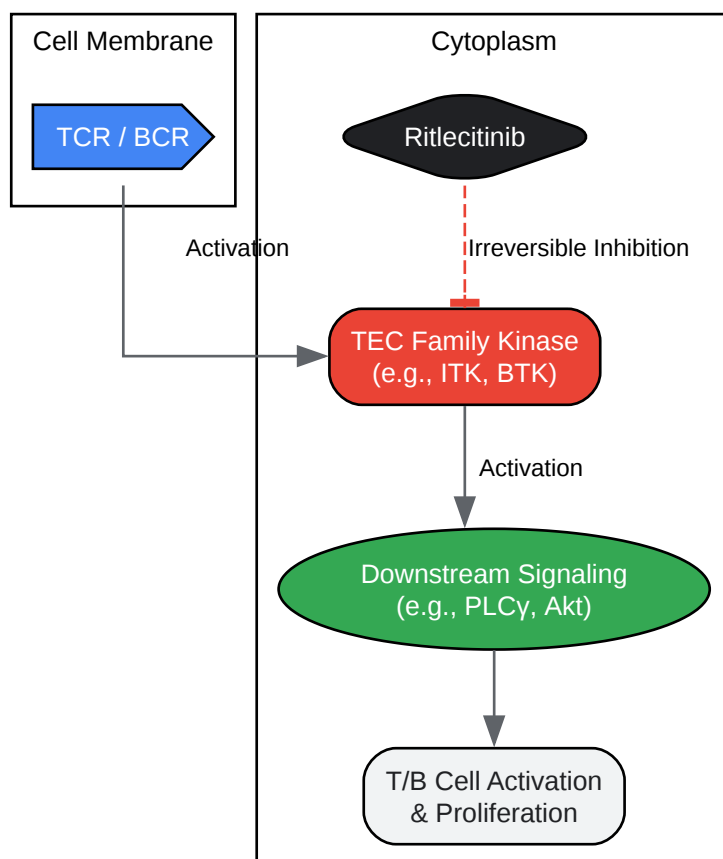 Cell Membrane
TCR / BCR
Cytoplasm
Ritlecitinib
Activation
Irreversible Inhibition
TEC Family Kinase
(e.g., ITK, BTK)
Activation
Downstream Signaling
(e.g., PLCγ, Akt)
T/B Cell Activation
& Proliferation